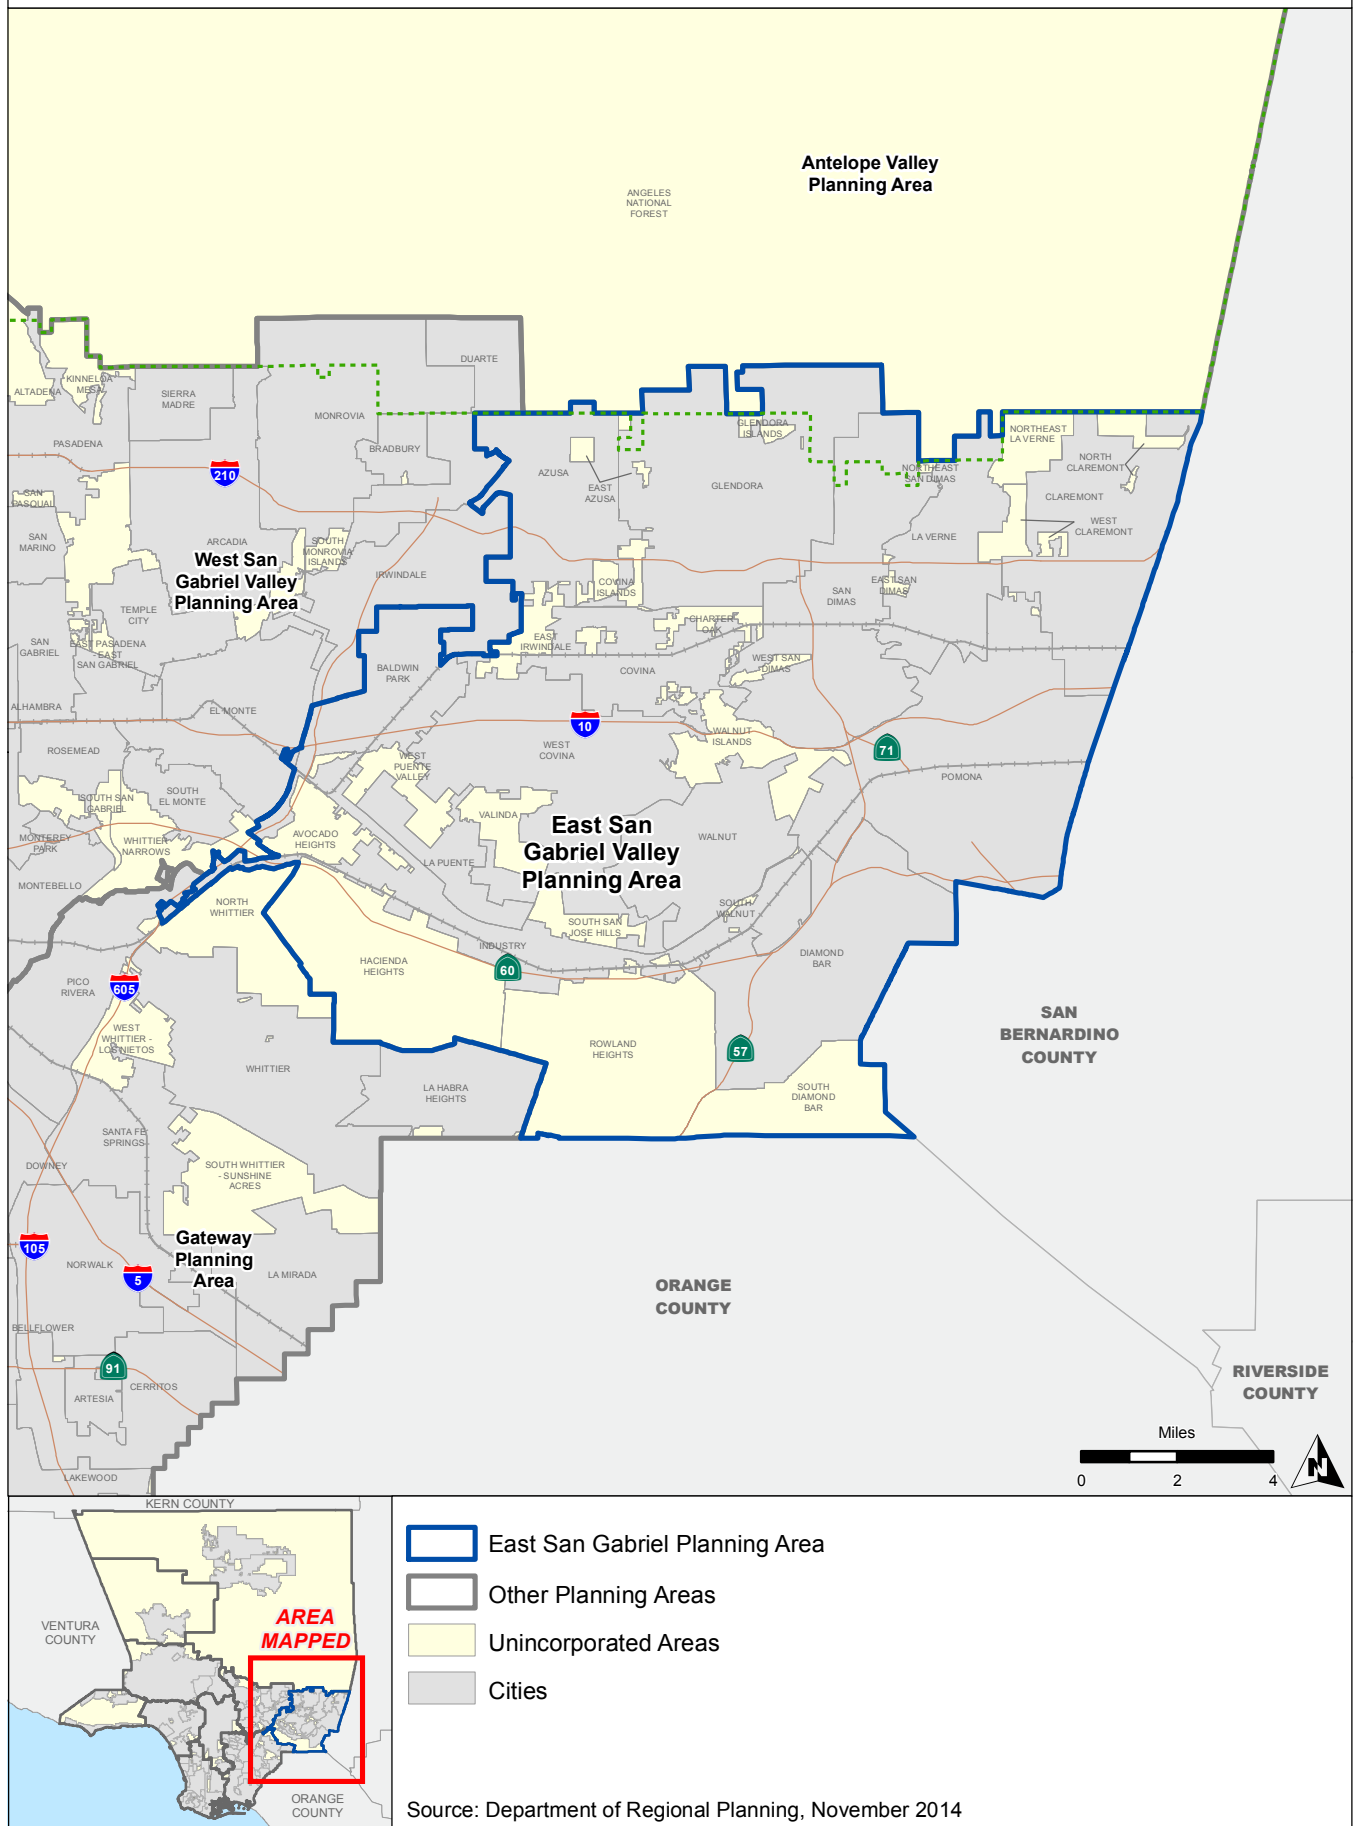 Antelope Valley
Planning Area
ANGELES
NATIONAL
FOREST
DUARTE
ALTADENA
KINNELOA
MESA
SIERRA
MADRE
MONROVIA
PASADENA
BRADBURY
210
AZUSA
EAST
AZUSA
GLENDORA
ISLANDS
GLENDORA
NORTHEAST
SAN DIMAS
NORTHEAST
LA VERNE
NORTH
CLAREMONT
CLAREMONT
WEST
CLAREMONT
LA VERNE
SAN
PASQUAL
SAN
MARINO
ARCADIA
SOUTH
MONROVIA
ISLANDS
West San
Gabriel Valley
Planning Area
IRWINDALE
COVINA
ISLANDS
SAN
DIMAS
EAST SAN
DIMAS
TEMPLE
CITY
SAN
GABRIEL
EAST PASADENA
- EAST
SAN GABRIEL
EAST
IRWINDALE
CHARTER
OAK
BALDWIN
PARK
COVINA
WEST SAN
DIMAS
ALHAMBRA
EL MONTE
10
WALNUT
ISLANDS
71
ROSEMEAD
WEST
COVINA
WEST
PUENTE
VALLEY
POMONA
SOUTH
EL MONTE
SOUTH SAN
GABRIEL
VALINDA
MONTEREY
PARK
WHITTIER
NARROWS
AVOCADO
HEIGHTS
East San
Gabriel Valley
Planning Area
WALNUT
LA PUENTE
MONTEBELLO
NORTH
WHITTIER
SOUTH
WALNUT
SOUTH SAN
JOSE HILLS
INDUSTRY
HACIENDA
HEIGHTS
60
DIAMOND
BAR
PICO
RIVERA
605
SAN
BERNARDINO
COUNTY
WEST
WHITTIER -
LOS NIETOS
WHITTIER
ROWLAND
HEIGHTS
57
LA HABRA
HEIGHTS
SOUTH
DIAMOND
BAR
SANTA FE
SPRINGS
DOWNEY
SOUTH WHITTIER
- SUNSHINE
ACRES
Gateway
Planning
Area
105
NORWALK
5
LA MIRADA
ORANGE
COUNTY
BELLFLOWER
91
CERRITOS
ARTESIA
RIVERSIDE
COUNTY
LAKEWOOD
Miles
0 2 4
N
KERN COUNTY
VENTURA
COUNTY
AREA
MAPPED
ORANGE
COUNTY
East San Gabriel Planning Area
Other Planning Areas
Unincorporated Areas
Cities
Source: Department of Regional Planning, November 2014